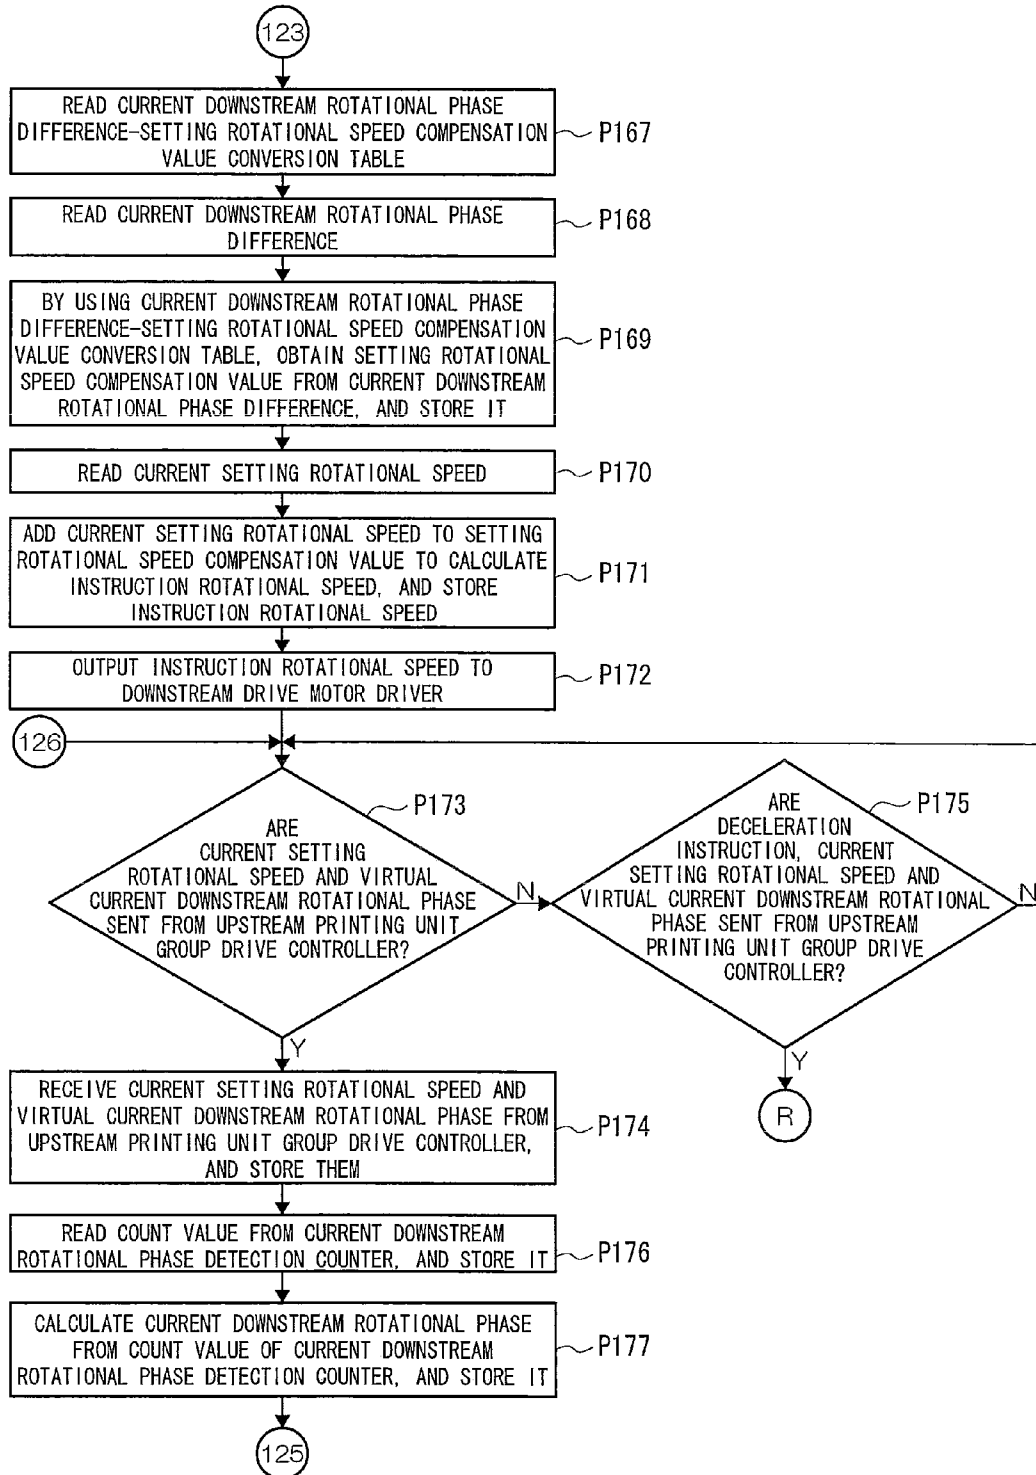 123
READ CURRENT DOWNSTREAM ROTATIONAL PHASE
DIFFERENCE-SETTING ROTATIONAL SPEED COMPENSATION
VALUE CONVERSION TABLE
P167
READ CURRENT DOWNSTREAM ROTATIONAL PHASE
DIFFERENCE
P168
BY USING CURRENT DOWNSTREAM ROTATIONAL PHASE
DIFFERENCE-SETTING ROTATIONAL SPEED COMPENSATION
VALUE CONVERSION TABLE, OBTAIN SETTING ROTATIONAL
SPEED COMPENSATION VALUE FROM CURRENT DOWNSTREAM
ROTATIONAL PHASE DIFFERENCE, AND STORE IT
P169
READ CURRENT SETTING ROTATIONAL SPEED
P170
ADD CURRENT SETTING ROTATIONAL SPEED TO SETTING
ROTATIONAL SPEED COMPENSATION VALUE TO CALCULATE
INSTRUCTION ROTATIONAL SPEED, AND STORE
INSTRUCTION ROTATIONAL SPEED
P171
OUTPUT INSTRUCTION ROTATIONAL SPEED TO
DOWNSTREAM DRIVE MOTOR DRIVER
P172
126
P173
ARE
CURRENT SETTING
ROTATIONAL SPEED AND VIRTUAL
CURRENT DOWNSTREAM ROTATIONAL PHASE
SENT FROM UPSTREAM PRINTING UNIT
GROUP DRIVE CONTROLLER?
N
Y
P175
ARE
DECELERATION
INSTRUCTION, CURRENT
SETTING ROTATIONAL SPEED AND
VIRTUAL CURRENT DOWNSTREAM ROTATIONAL
PHASE SENT FROM UPSTREAM
PRINTING UNIT GROUP DRIVE
CONTROLLER?
N
Y
R
RECEIVE CURRENT SETTING ROTATIONAL SPEED AND
VIRTUAL CURRENT DOWNSTREAM ROTATIONAL PHASE FROM
UPSTREAM PRINTING UNIT GROUP DRIVE CONTROLLER,
AND STORE THEM
P174
READ COUNT VALUE FROM CURRENT DOWNSTREAM
ROTATIONAL PHASE DETECTION COUNTER, AND STORE IT
P176
CALCULATE CURRENT DOWNSTREAM ROTATIONAL PHASE
FROM COUNT VALUE OF CURRENT DOWNSTREAM
ROTATIONAL PHASE DETECTION COUNTER, AND STORE IT
P177
125